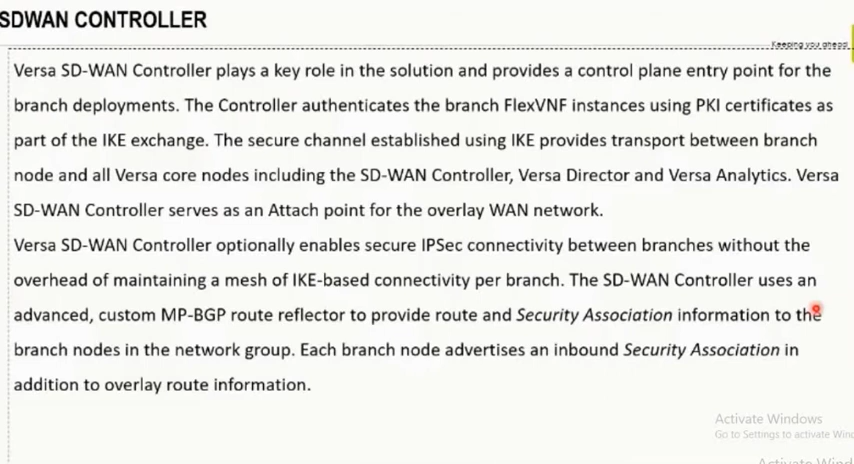 SDWAN CONTROLLER
Keeping you ahead
Versa SD-WAN Controller plays a key role in the solution and provides a control plane entry point for the
branch deployments. The Controller authenticates the branch FlexVNF instances using PKI certificates as
part of the IKE exchange. The secure channel established using IKE provides transport between branch
node and all Versa core nodes including the SD-WAN Controller, Versa Director and Versa Analytics. Versa
SD-WAN Controller serves as an Attach point for the overlay WAN network.
Versa SD-WAN Controller optionally enables secure IPSec connectivity between branches without the
overhead of maintaining a mesh of IKE-based connectivity per branch. The SD-WAN Controller uses an
advanced, custom MP-BGP route reflector to provide route and Security Association information to the
branch nodes in the network group. Each branch node advertises an inbound Security Association in
addition to overlay route information.
Activate Windows
Go to Settings to activate Winc
Activate Wind